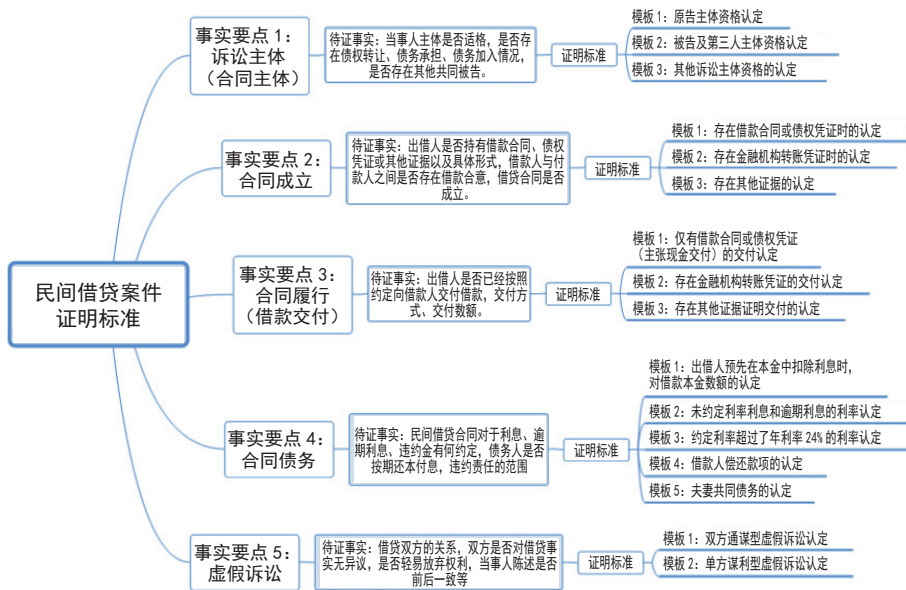 民间借贷案件
证明标准
事实要点 1：
诉讼主体
（合同主体）
待证事实：当事人主体是否适格，是否存
在债权转让、债务承担、债务加入情况，
是否存在其他共同被告。
证明标准
模板 1：原告主体资格认定
模板 2：被告及第三人主体资格认定
模板 3：其他诉讼主体资格的认定
事实要点 2：
合同成立
待证事实：出借人是否持有借款合同、债权
凭证或其他证据以及具体形式，借款人与付
款人之间是否存在借款合意，借贷合同是否
成立。
证明标准
模板 1：存在借款合同或债权凭证时的认定
模板 2：存在金融机构转账凭证时的认定
模板 3：存在其他证据的认定
事实要点 3：
合同履行
（借款交付）
待证事实：出借人是否已经按照
约定向借款人交付借款，交付方
式、交付数额。
证明标准
模板 1：仅有借款合同或债权凭证
（主张现金交付）的交付认定
模板 2：存在金融机构转账凭证的交付认定
模板 3：存在其他证据证明交付的认定
事实要点 4：
合同债务
待证事实：民间借贷合同对于利息、逾
期利息、违约金有何约定，债务人是否
按期还本付息，违约责任的范围
证明标准
模板 1：出借人预先在本金中扣除利息时，
对借款本金数额的认定
模板 2：未约定利率利息和逾期利息的利率认定
模板 3：约定利率超过了年利率 24% 的利率认定
模板 4：借款人偿还款项的认定
模板 5：夫妻共同债务的认定
事实要点 5：
虚假诉讼
待证事实：借贷双方的关系，双方是否对借贷事
实无异议，是否轻易放弃权利，当事人陈述是否
前后一致等
证明标准
模板 1：双方通谋型虚假诉讼认定
模板 2：单方谋利型虚假诉讼认定